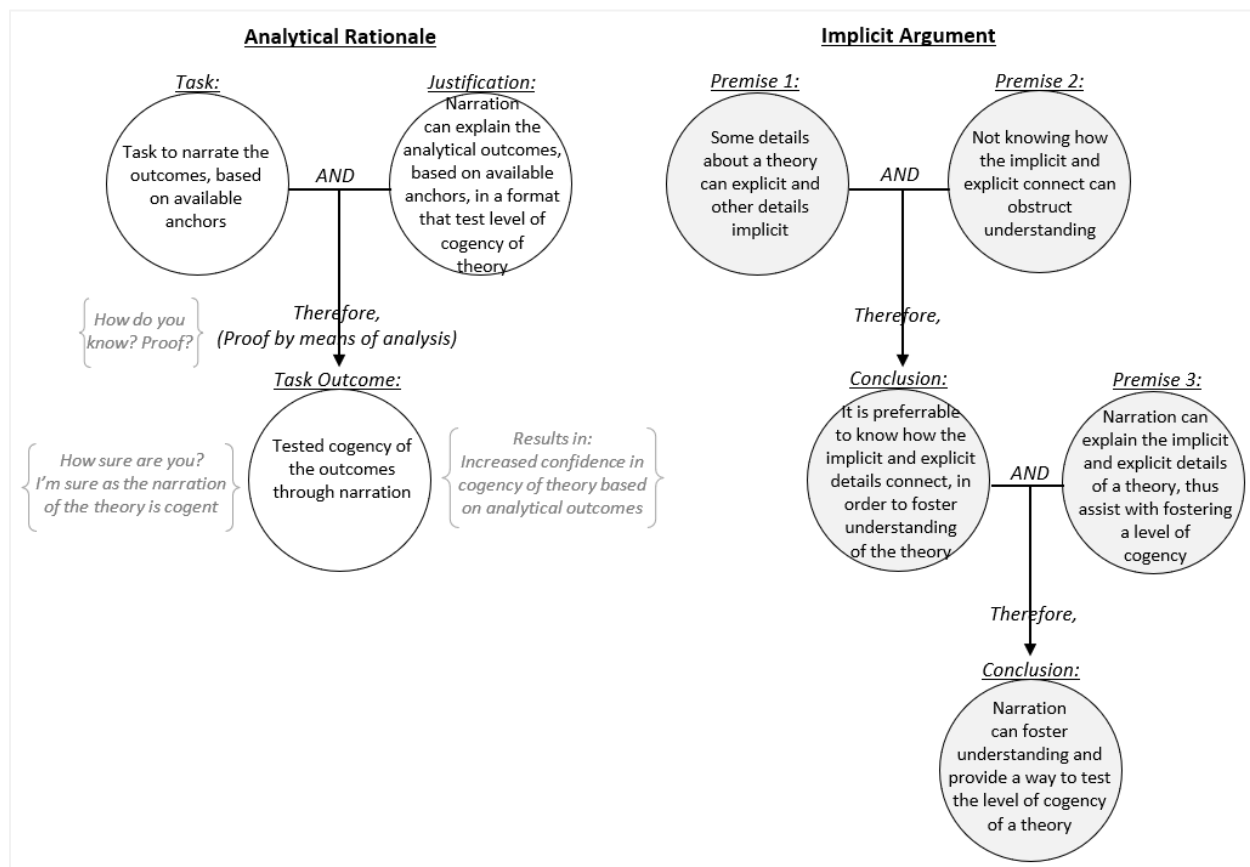 Analytical Rationale
Task:
Task to narrate the
outcomes, based
on available
anchors
AND
Justification:
Narration
can explain the
analytical outcomes,
based on available
anchors, in a format
that test level of
cogency of
theory
How do you
know? Proof?
Therefore,
(Proof by means of analysis)
Task Outcome:
Tested cogency of
the outcomes
through narration
How sure are you?
I'm sure as the narration
of the theory is cogent
Results in:
Increased confidence in
cogency of theory based
on analytical outcomes
Implicit Argument
Premise 1:
Some details
about a theory
can explicit and
other details
implicit
AND
Premise 2:
Not knowing how
the implicit and
explicit connect can
obstruct
understanding
Therefore,
Conclusion:
It is preferrable
to know how the
implicit and explicit
details connect, in
order to foster
understanding
of the theory
AND
Premise 3:
Narration can
explain the implicit
and explicit details
of a theory, thus
assist with fostering
a level of
cogency
Therefore,
Conclusion:
Narration
can foster
understanding and
provide a way to test
the level of cogency
of a theory